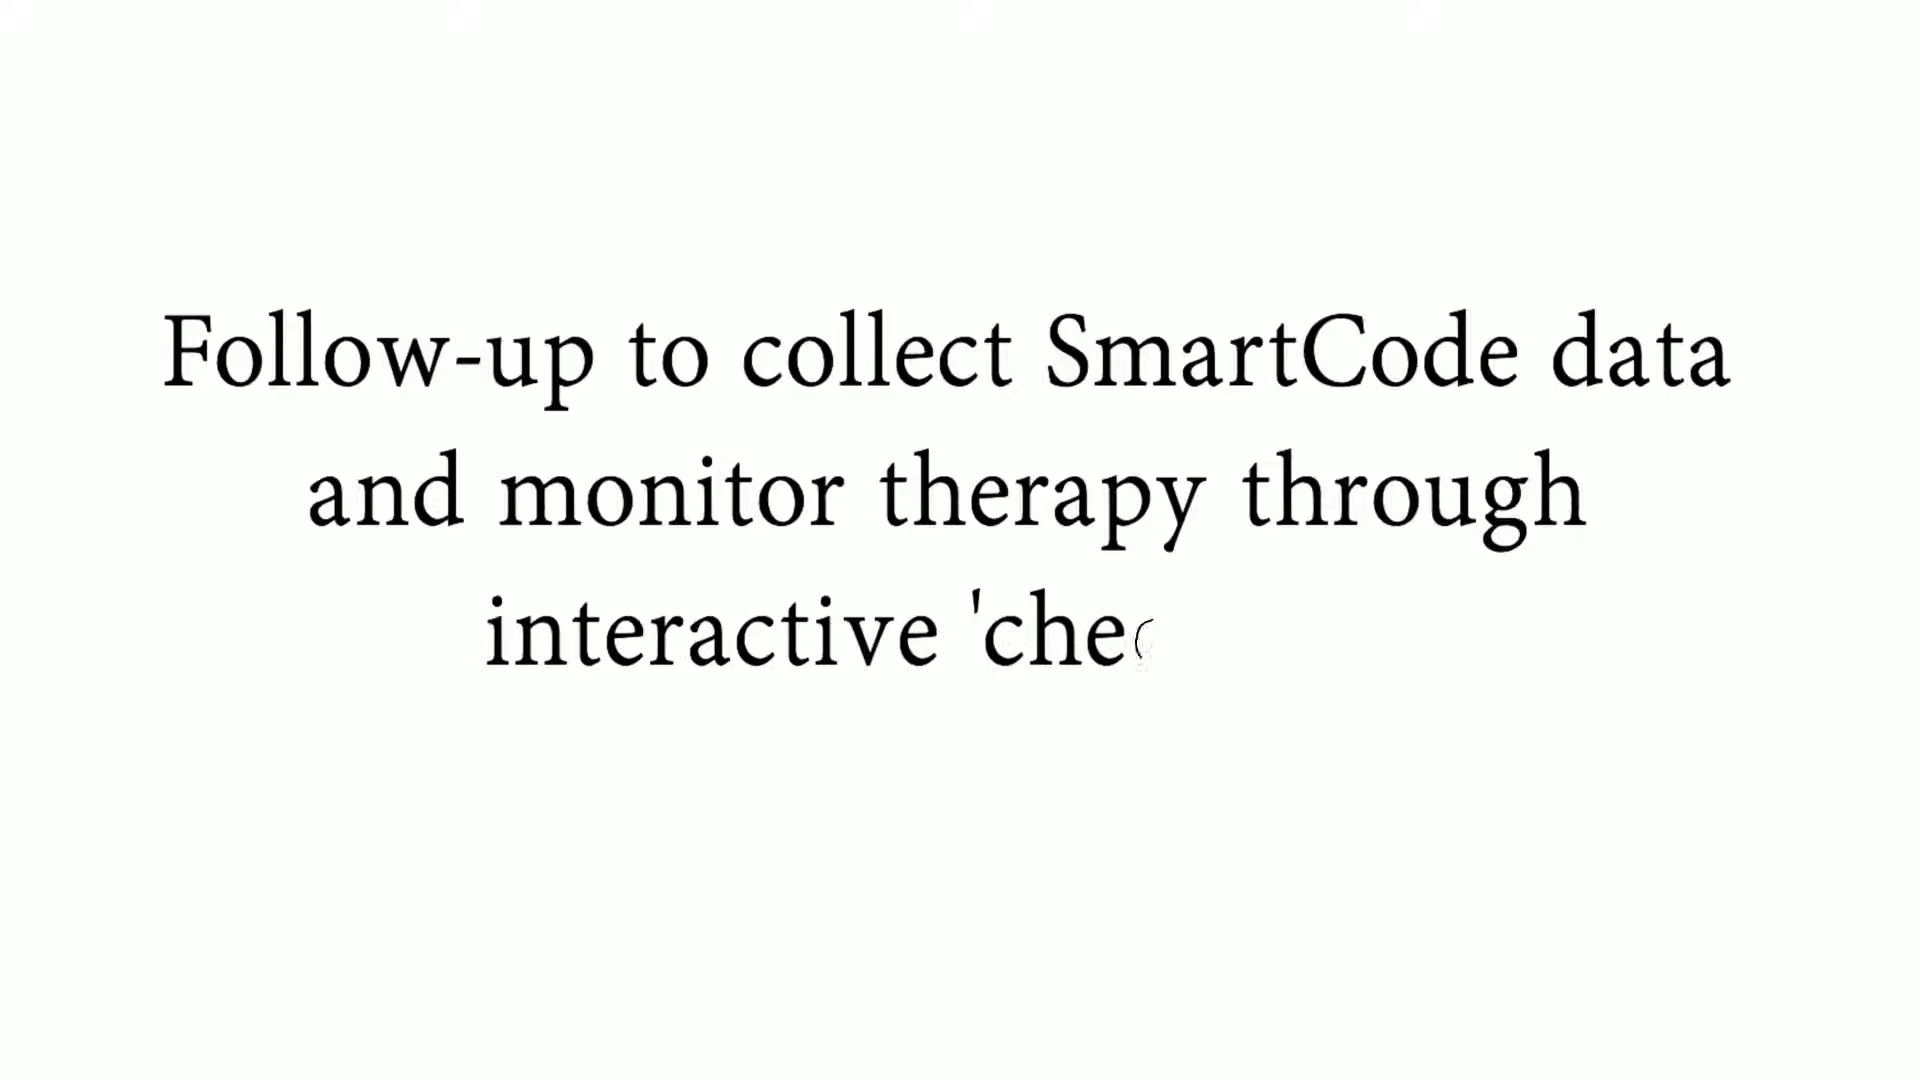 Follow-up to collect SmartCode data
and monitor therapy through
interactive 'che